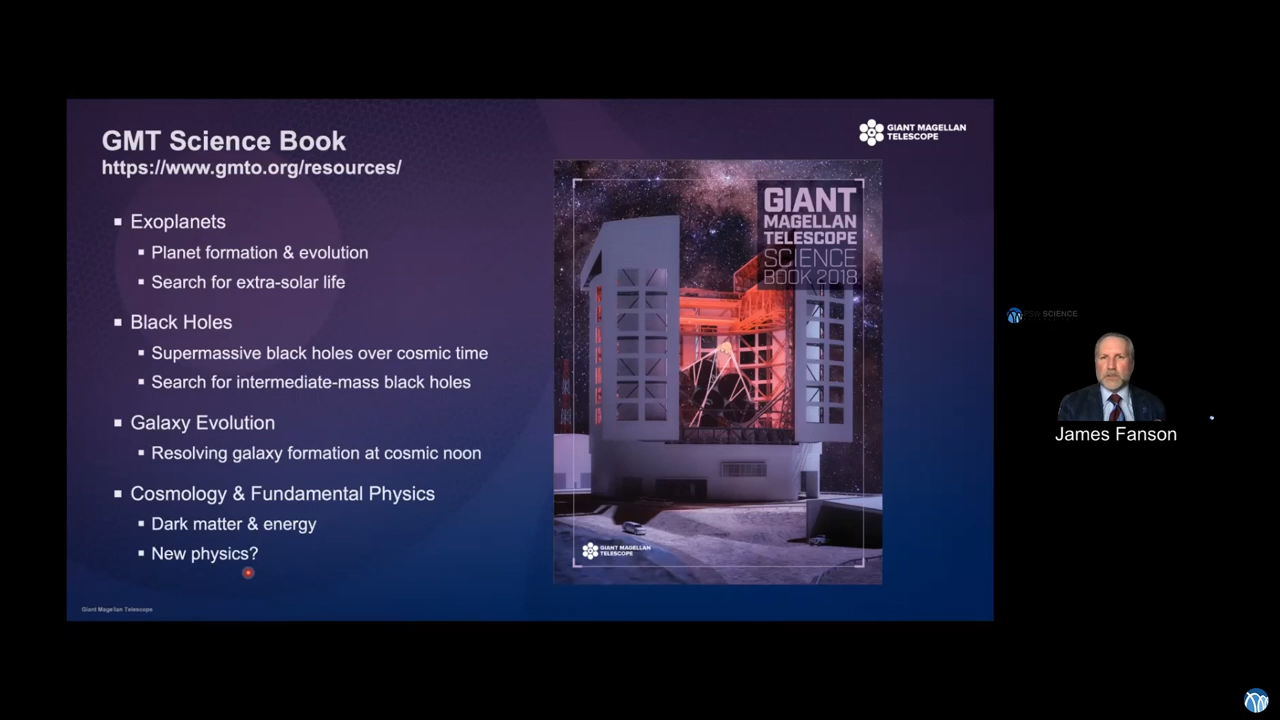 GMT Science Book
https://www.gmto.org/resources/
Exoplanets
Planet formation & evolution
Search for extra-solar life
Black Holes
Supermassive black holes over cosmic time
Search for intermediate-mass black holes
Galaxy Evolution
Resolving galaxy formation at cosmic noon
Cosmology & Fundamental Physics
Dark matter & energy
New physics?
Giant Magellan Telescope
GIANT MAGELLAN
TELESCOPE
GIANT
MAGELLAN
TELESCOPE
SCIENCE
BOOK 2018
GIANT MAGELLAN
TELESCOPE
PSW SCIENCE
James Fanson